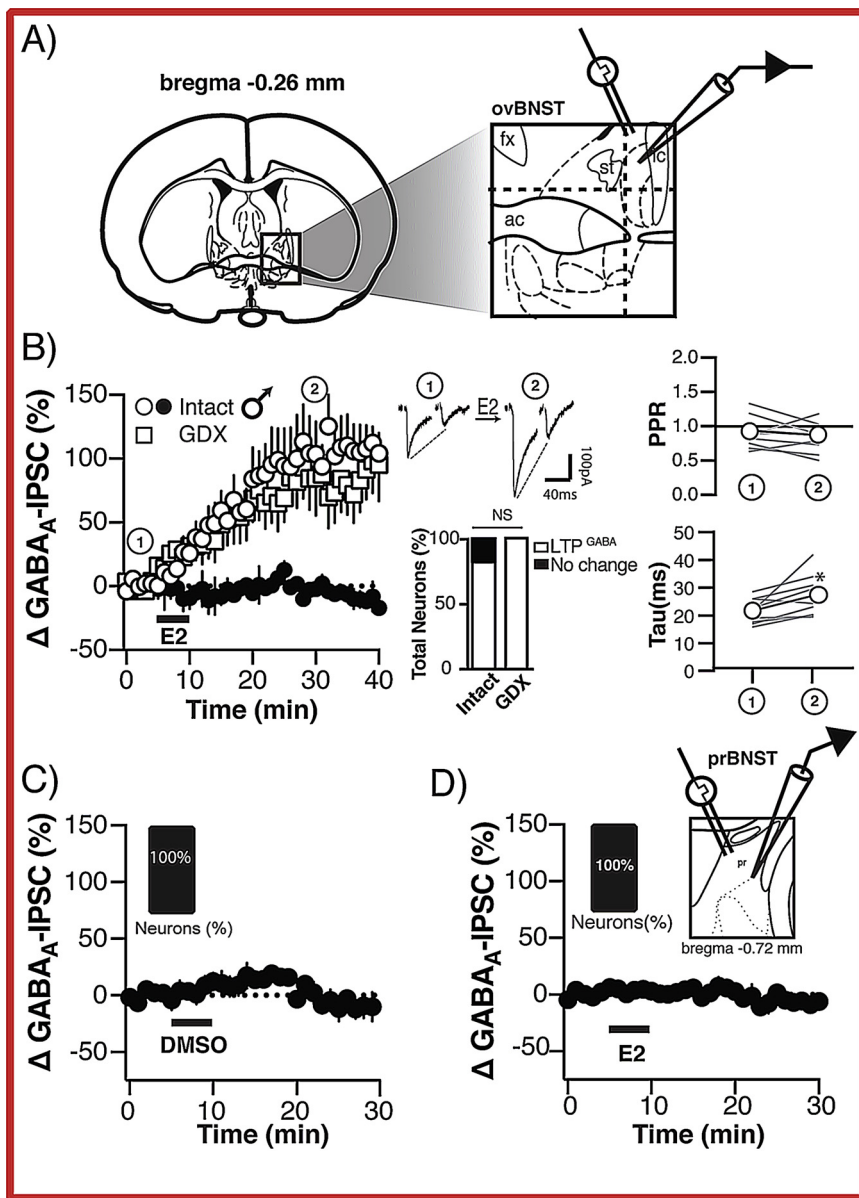 A)
bregma -0.26 mm
ovBNST
fx
st
ic
ac
B)
Δ GABAA-IPSC (%)
150
100
50
0
-50
Intact
GDX
1
2
E2
0
10
20
30
40
Time (min)
1
E2
2
100pA
40ms
NS
Total Neurons (%)
100
50
0
LTP GABA
No change
Intact
GDX
PPR
2.0
1.5
1.0
0.5
0.0
1
2
Tau(ms)
50
40
30
20
10
0
*
1
2
C)
Δ GABAA-IPSC (%)
150
100
50
0
-50
100%
Neurons (%)
DMSO
0
10
20
30
Time (min)
D)
Δ GABAA-IPSC (%)
150
100
50
0
-50
100%
Neurons(%)
prBNST
pr
bregma -0.72 mm
E2
0
10
20
30
Time (min)